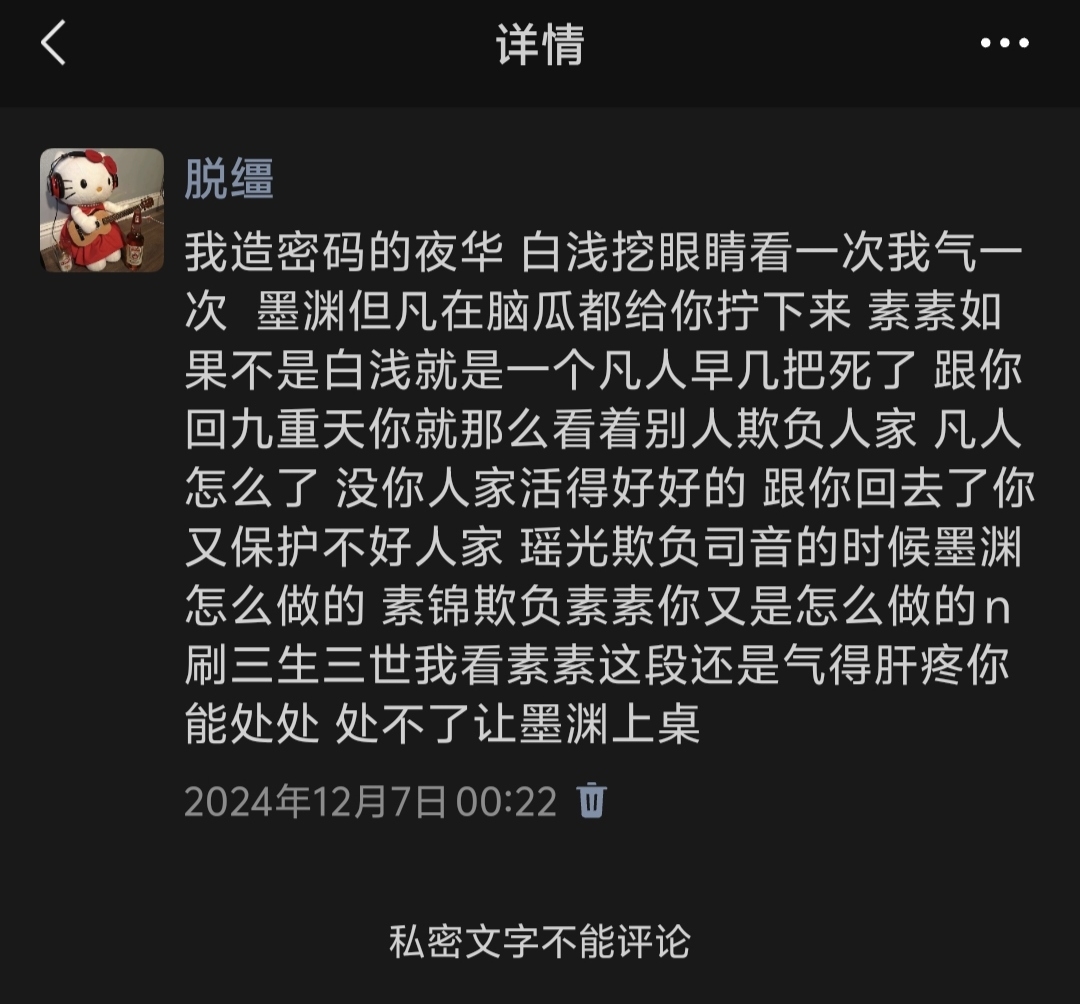 详情
脱缰
我造密码的夜华 白浅挖眼睛看一次我气一
次  墨渊但凡在脑瓜都给你拧下来 素素如
果不是白浅就是一个凡人早几把死了 跟你
回九重天你就那么看着别人欺负人家 凡人
怎么了 没你人家活得好好的 跟你回去了你
又保护不好人家 瑶光欺负司音的时候墨渊
怎么做的 素锦欺负素素你又是怎么做的n
刷三生三世我看素素这段还是气得肝疼你
能处处 处不了让墨渊上桌
2024年12月7日 00:22
私密文字不能评论